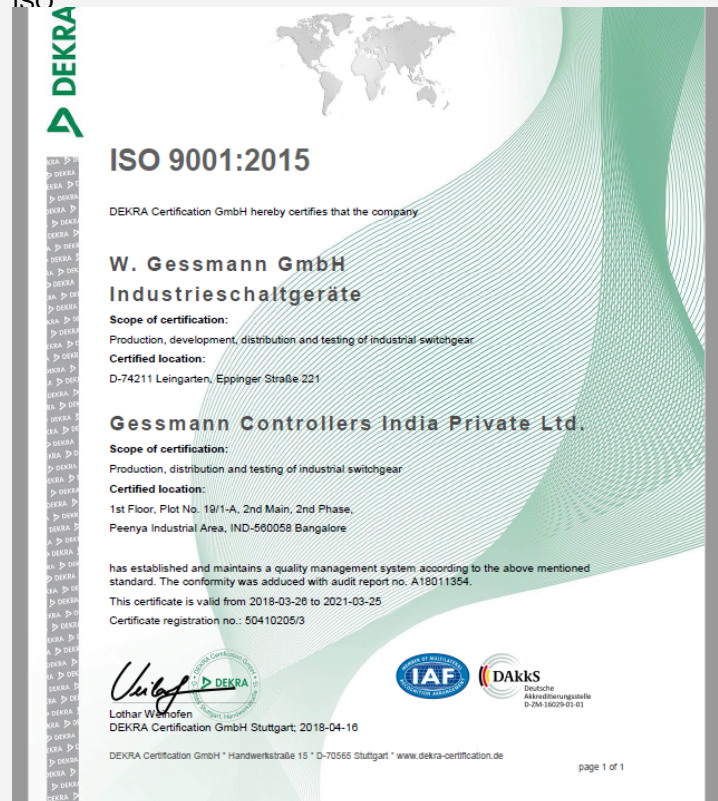 ISO
DEKRA
ISO 9001:2015
DEKRA Certification GmbH hereby certifies that the company
W. Gessmann GmbH
Industrieschaltgeräte
Scope of certification:
Production, development, distribution and testing of industrial switchgear
Certified location:
D-74211 Leingarten, Eppinger Straße 221
Gessmann Controllers India Private Ltd.
Scope of certification:
Production, distribution and testing of industrial switchgear
Certified location:
1st Floor, Plot No. 19/1-A, 2nd Main, 2nd Phase,
Peenya Industrial Area, IND-560058 Bangalore
has established and maintains a quality management system according to the above mentioned
standard. The conformity was adduced with audit report no. A18011354.
This certificate is valid from 2018-03-26 to 2021-03-25
Certificate registration no.: 50410205/3
DEKRA
MEMBER OF MULTILATERAL
RECOGNITION ARRANGEMENT
IAF
DAkkS
Deutsche
Akkreditierungsstelle
D-ZM-16029-01-01
Lothar Weihofen
DEKRA Certification GmbH Stuttgart; 2018-04-16
DEKRA Certification GmbH * Handwerkstraße 15 * D-70565 Stuttgart * www.dekra-certification.de
page 1 of 1